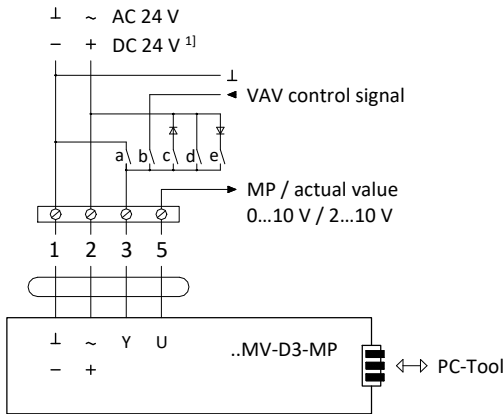 ⊥ ~ AC 24 V
− + DC 24 V 1]
⊥
VAV control signal
a b c d e
MP / actual value
0...10 V / 2...10 V
1 2 3 5
⊥ ~ Y U
− +
..MV-D3-MP
PC-Tool